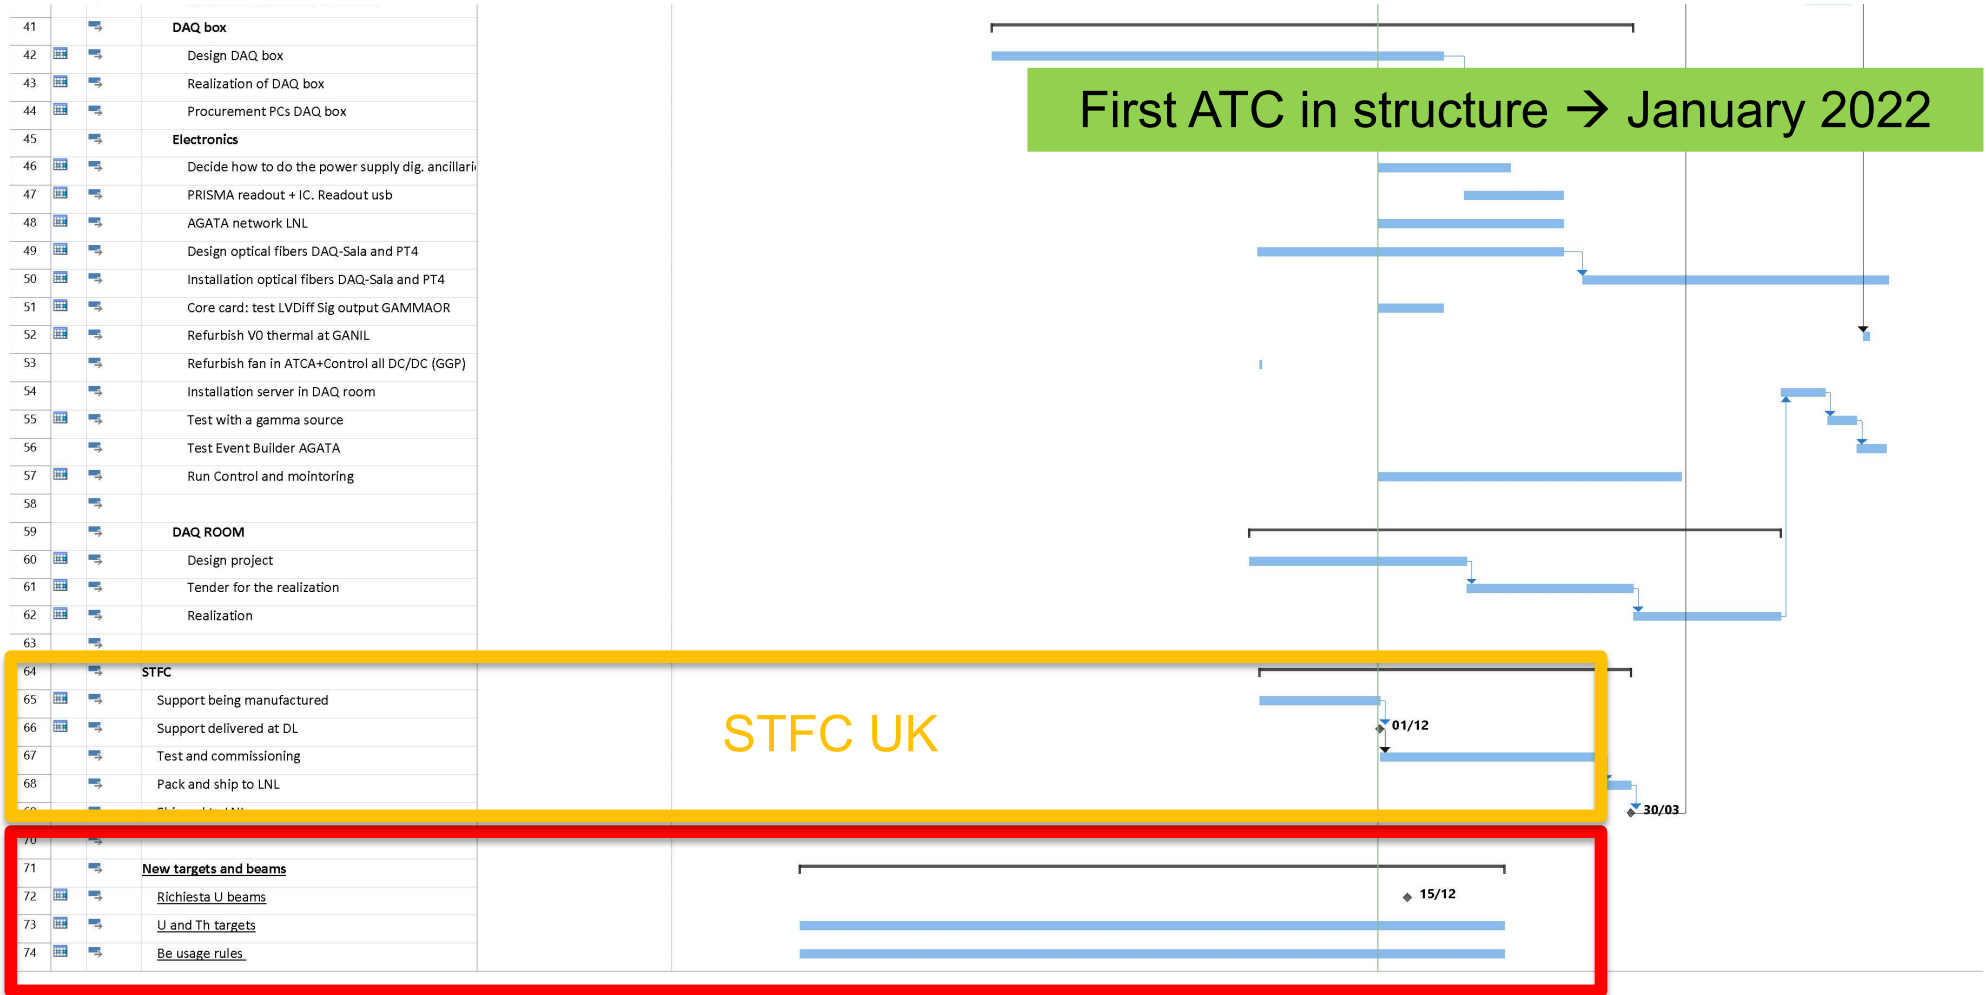 41 DAQ box
42 Design DAQ box
43 Realization of DAQ box
First ATC in structure → January 2022
44 Procurement PCs DAQ box
45 Electronics
46 Decide how to do the power supply dig.
47 PRISMA readout + IC. Readout usb
48 AGATA network LNL
49 Design optical fibers DAQ-Sala and PT4
50 Installation optical fibers DAQ-Sala and PT4
51 Core card: test LVDiff Sig output GAMMAOR
52 Refurbish V0 thermal at GANIL
53 Refurbish fan in ATCA+Control all DC/DC (GGP)
54 Installation server in DAQ room
55 Test with a gamma source
56 Test Event Builder AGATA
57 Run Control and mointoring
58
59 DAQ ROOM
60 Design project
61 Tender for the realization
62 Realization
63
64 STFC
65 Support being manufactured
66 Support delivered at DL 01/12
STFC UK
67 Test and commissioning
68 Pack and ship to LNL
30/03
70
71 New targets and beams
72 Richiesta U beams 15/12
73 U and Th targets
74 Be usage rules